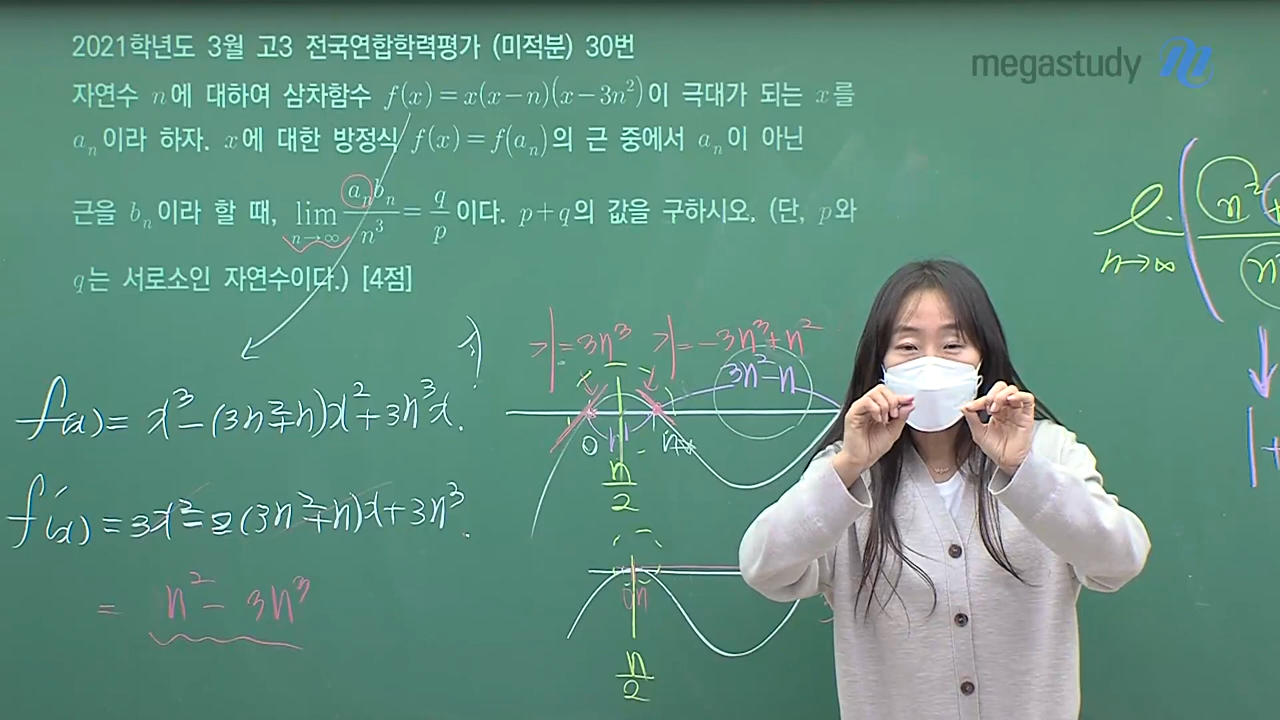 2021학년도 3월 고3 전국연합학력평가 (미적분) 30번
megastudy
자연수 n에 대하여 삼차함수 f(x)=x(x−n)(x−3n²)이 극대가 되는 x를
aₙ이라 하자. x에 대한 방정식 f(x)=f(aₙ)의 근 중에서 aₙ이 아닌
근을 bₙ이라 할 때, lim n→∞ aₙbₙ/n³ = q/p 이다. p+q의 값을 구하시오. (단, p와
q는 서로소인 자연수이다.) [4점]
n→∞
기=3n³ 기=−3n³+n²
3n²−n
f(x)= x³−(3n²+n)x²+3n³x.
0 n
n/2
f′(x)=3x²−2(3n²+n)x+3n³.
= n²−3n³
0 n
n/2